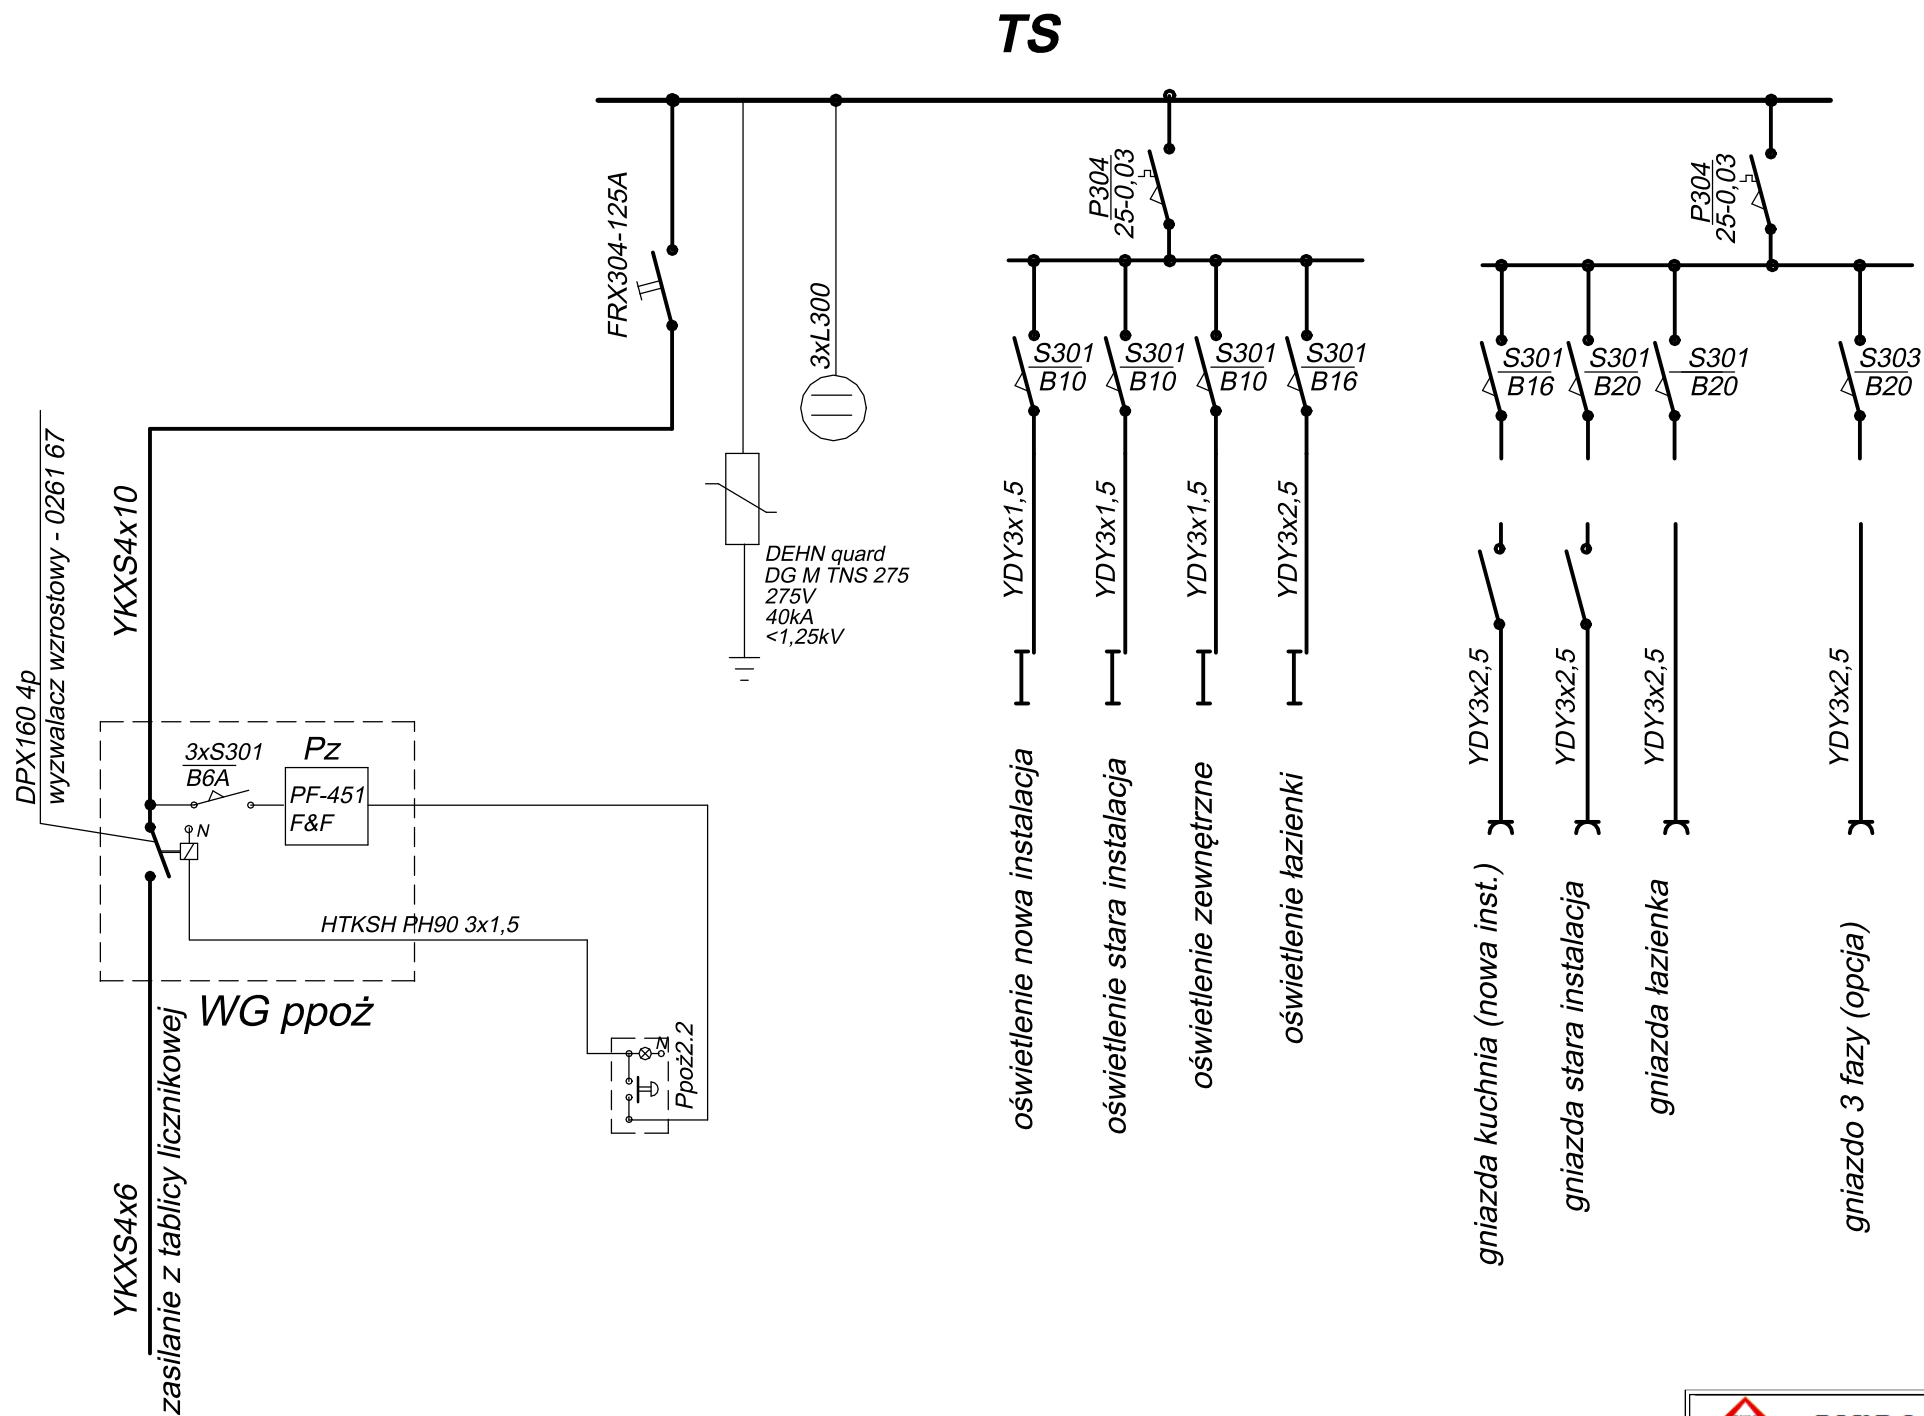 TS
FRX304-125A
3xL300
P304
25-0,03
P304
25-0,03
S301
B10
S301
B10
S301
B10
S301
B16
S301
B16
S301
B20
S301
B20
S303
B20
DPX160 4p
wyzwalacz wzrostowy - 0261 67
YKXS4x10
DEHN quard
DG M TNS 275
275V
40kA
<1,25kV
YDY3x1,5
YDY3x1,5
YDY3x1,5
YDY3x2,5
YDY3x2,5
YDY3x2,5
YDY3x2,5
YDY3x2,5
3xS301
B6A
Pz
PF-451
F&F
N
HTKSH PH90 3x1,5
WG ppoż
N
Ppoż2.2
YKXS4x6
zasilanie z tablicy licznikowej
oświetlenie nowa instalacja
oświetlenie stara instalacja
oświetlenie zewnętrzne
oświetlenie łazienki
gniazda kuchnia (nowa inst.)
gniazda stara instalacja
gniazda łazienka
gniazdo 3 fazy (opcja)